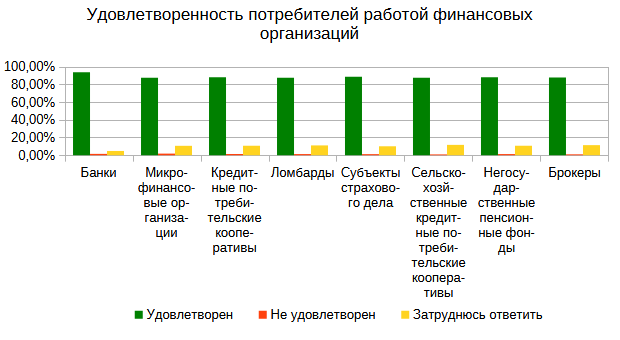 Удовлетворенность потребителей работой финансовых
организаций
100,00%
80,00%
60,00%
40,00%
20,00%
0,00%
Банки
Микро-
финансо-
вые ор-
ганиза-
ции
Кредит-
ные по-
треби-
тельские
коопе-
ративы
Ломбарды
Субъекты
страхово-
го дела
Сельско-
хозй-
ственные
кредит-
ные по-
треби-
тельские
коопера-
тивы
Негосу-
дар-
ственные
пенсион-
ные фон-
ды
Брокеры
Удовлетворен
Не удовлетворен
Затруднюсь ответить